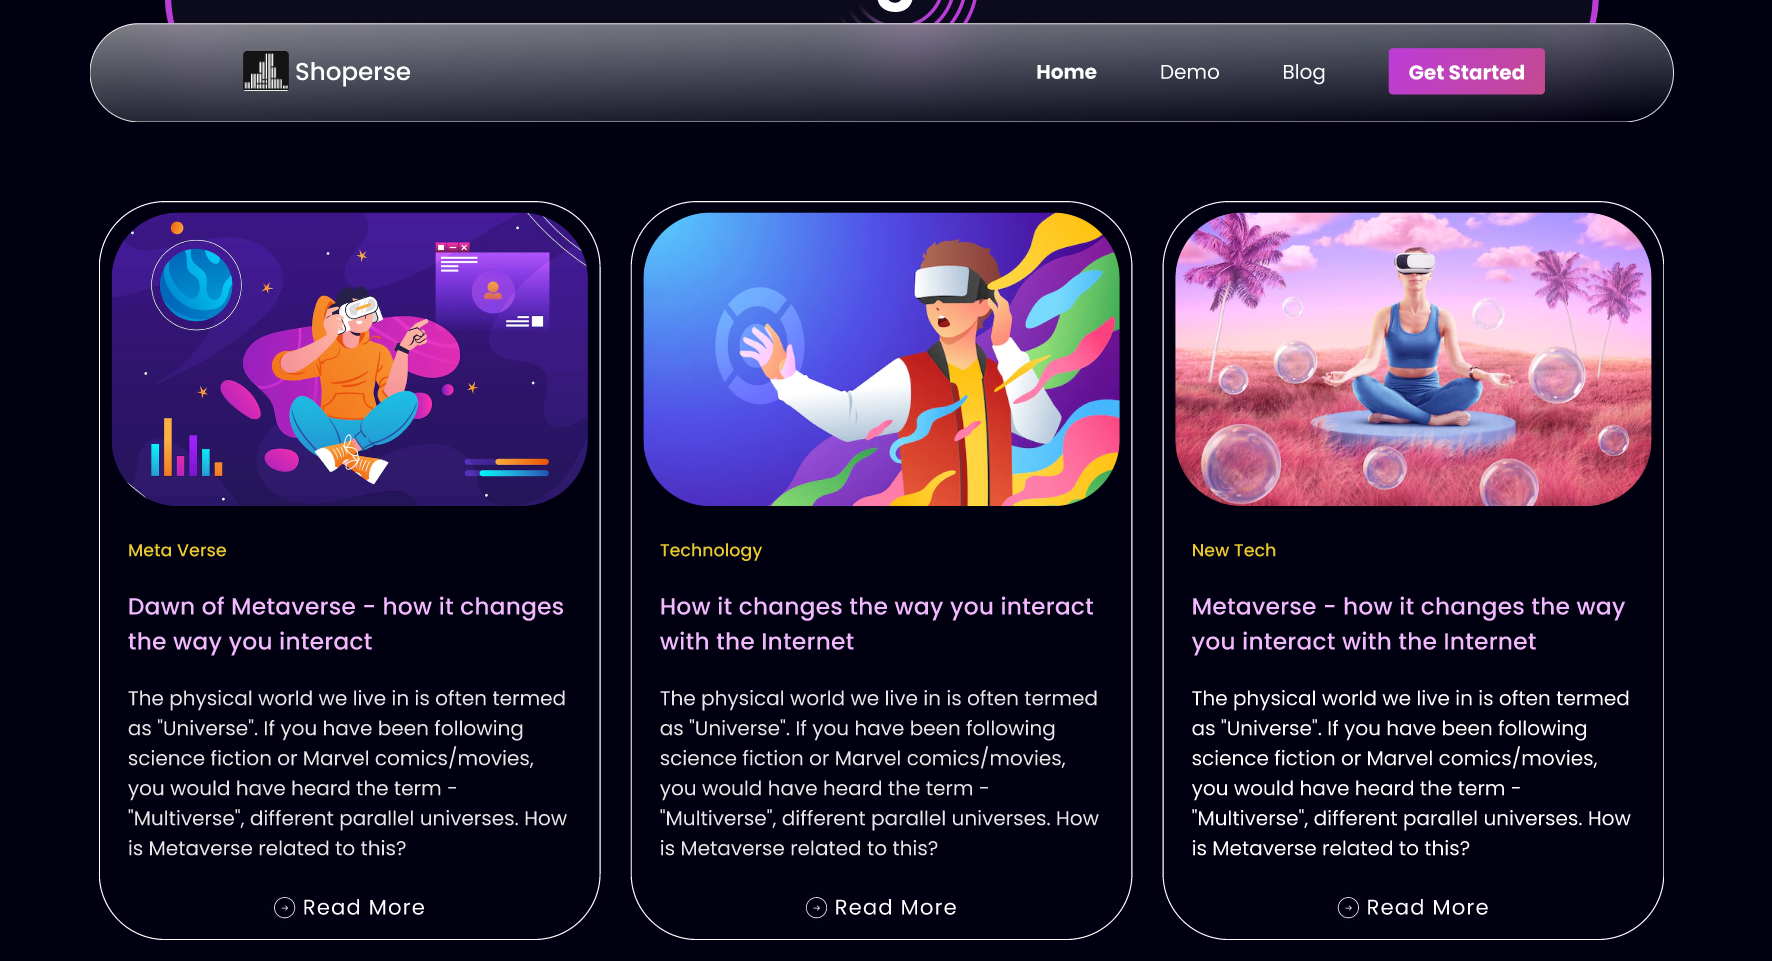 Shoperse
Home
Demo
Blog
Get Started
Meta Verse
Dawn of Metaverse - how it changes
the way you interact
The physical world we live in is often termed
as "Universe". If you have been following
science fiction or Marvel comics/movies,
you would have heard the term -
"Multiverse", different parallel universes. How
is Metaverse related to this?
Read More
Technology
How it changes the way you interact
with the Internet
The physical world we live in is often termed
as "Universe". If you have been following
science fiction or Marvel comics/movies,
you would have heard the term -
"Multiverse", different parallel universes. How
is Metaverse related to this?
Read More
New Tech
Metaverse - how it changes the way
you interact with the Internet
The physical world we live in is often termed
as "Universe". If you have been following
science fiction or Marvel comics/movies,
you would have heard the term -
"Multiverse", different parallel universes. How
is Metaverse related to this?
Read More